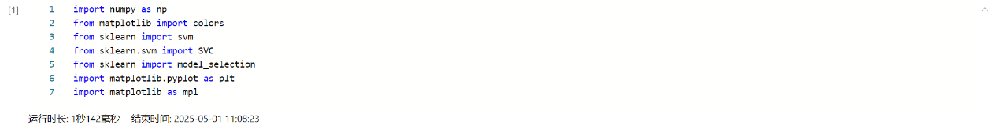 [1]
1 import numpy as np
2 from matplotlib import colors
3 from sklearn import svm
4 from sklearn.svm import SVC
5 from sklearn import model_selection
6 import matplotlib.pyplot as plt
7 import matplotlib as mpl
运行时长: 1秒142毫秒 结束时间: 2025-05-01 11:08:23